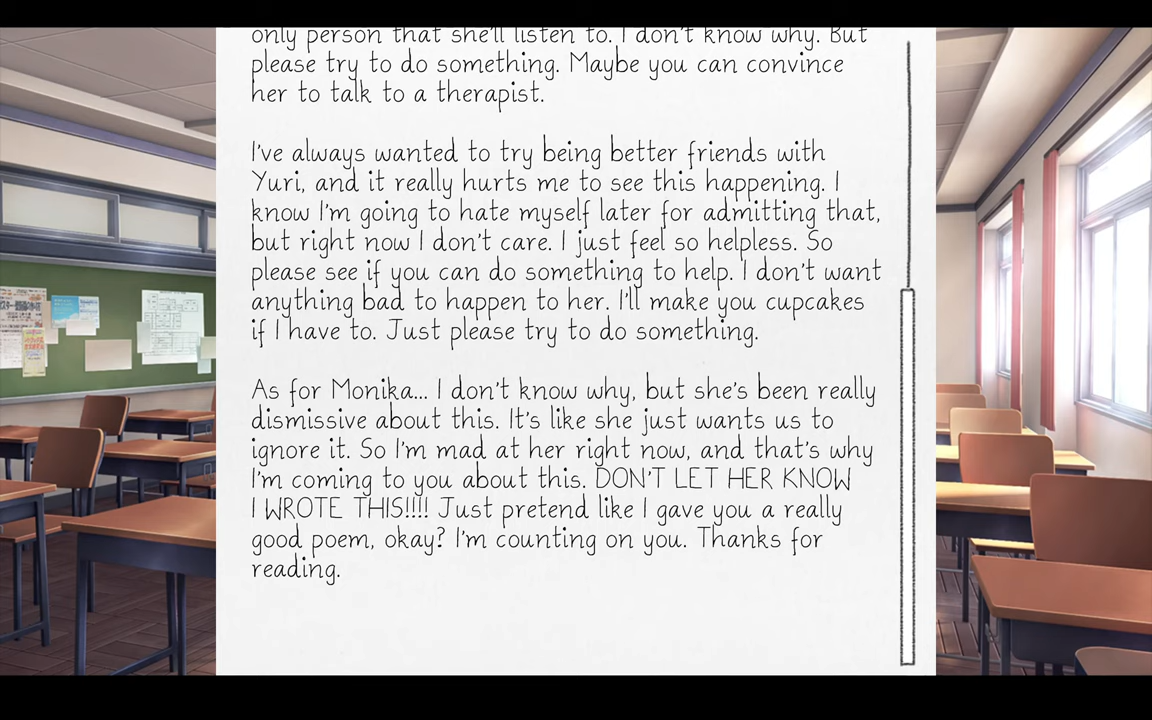 only person that she'll listen to. I don't know why. But
please try to do something. Maybe you can convince
her to talk to a therapist.
I've always wanted to try being better friends with
Yuri, and it really hurts me to see this happening. I
know I'm going to hate myself later for admitting that,
but right now I don't care. I just feel so helpless. So
please see if you can do something to help. I don't want
anything bad to happen to her. I'll make you cupcakes
if I have to. Just please try to do something.
As for Monika... I don't know why, but she's been really
dismissive about this. It's like she just wants us to
ignore it. So I'm mad at her right now, and that's why
I'm coming to you about this. DON'T LET HER KNOW
I WROTE THIS!!!! Just pretend like I gave you a really
good poem, okay? I'm counting on you. Thanks for
reading.